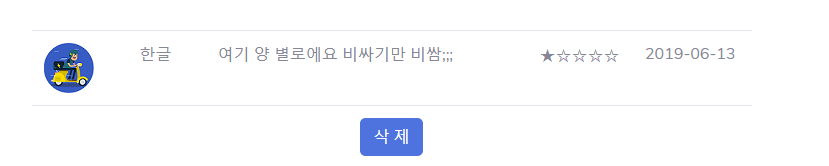 한글 여기 양 별로에요 비싸기만 비쌈;;; ★☆☆☆☆ 2019-06-13
삭 제